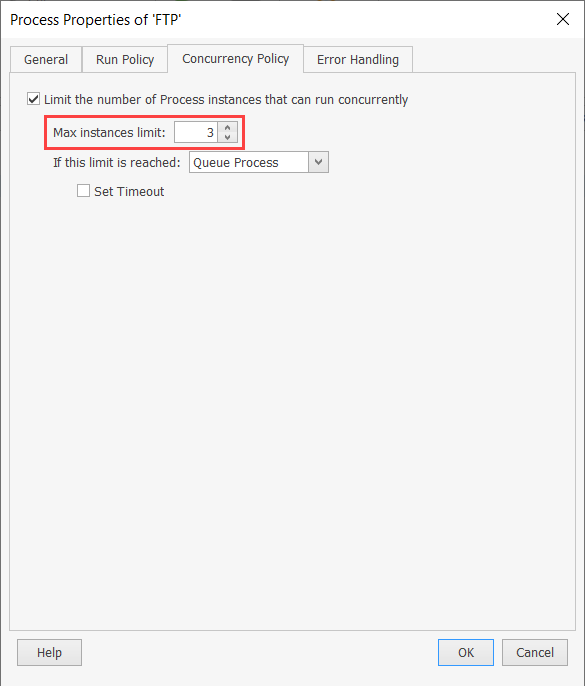 Process Properties of 'FTP'
General Run Policy Concurrency Policy Error Handling
Limit the number of Process instances that can run concurrently
Max instances limit: 3
If this limit is reached: Queue Process
Set Timeout
Help OK Cancel